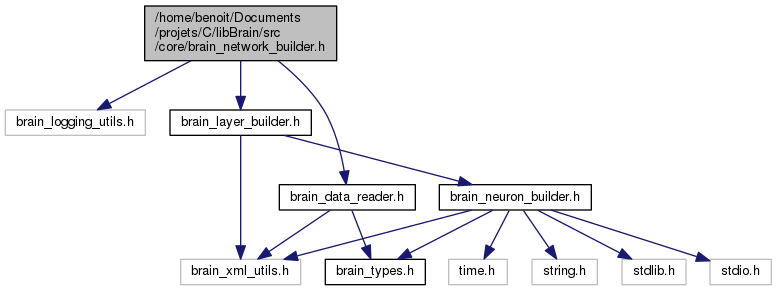 /home/benoit/Documents
/projets/C/libBrain/src
/core/brain_network_builder.h
brain_logging_utils.h
brain_layer_builder.h
brain_data_reader.h
brain_neuron_builder.h
brain_xml_utils.h
brain_types.h
time.h
string.h
stdlib.h
stdio.h